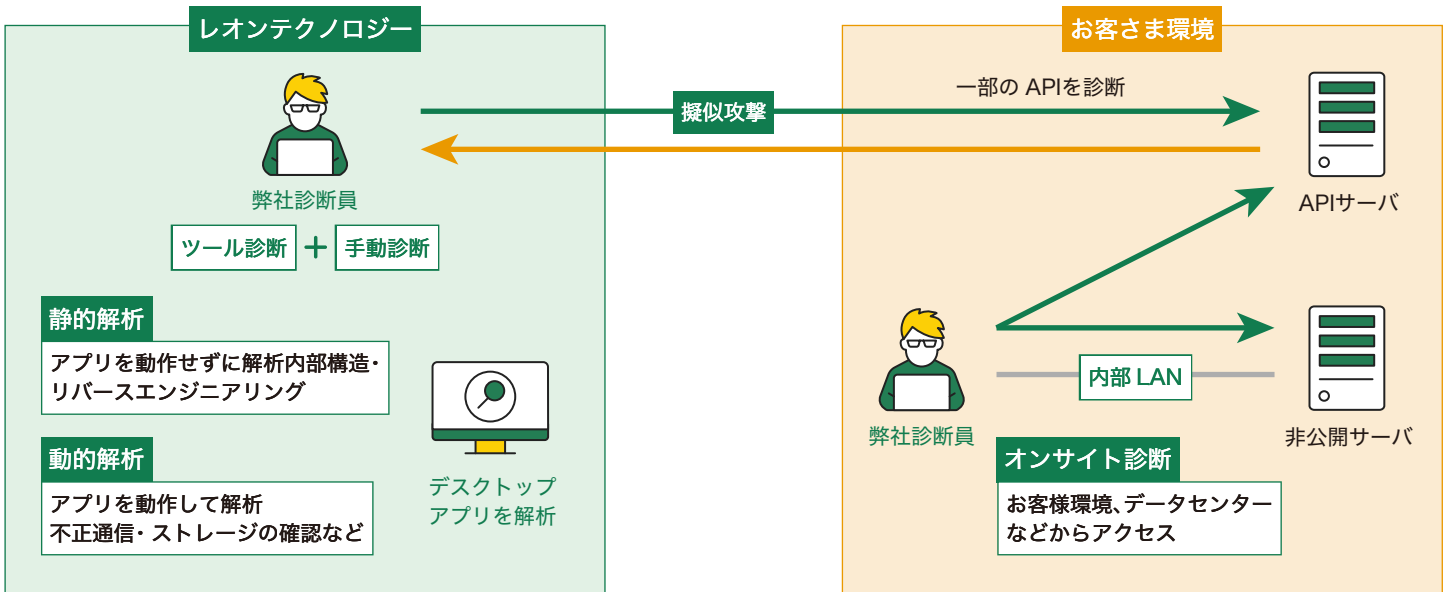 レオンテクノロジー
弊社診断員
ツール診断 + 手動診断
静的解析
アプリを動作せずに解析内部構造・
リバースエンジニアリング
動的解析
アプリを動作して解析
不正通信・ストレージの確認など
デスクトップ
アプリを解析
擬似攻撃
お客さま環境
一部の APIを診断
APIサーバ
弊社診断員
内部 LAN
非公開サーバ
オンサイト診断
お客様環境、データセンター
などからアクセス